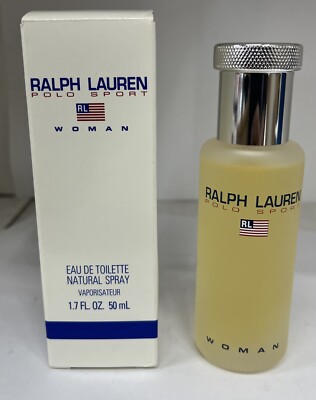 RALPH LAUREN
POLO SPORT
RL
WOMAN
EAU DE TOILETTE
NATURAL SPRAY
VAPORISATEUR
1.7 FL. OZ. 50 mL
RALPH LAUREN
POLO SPORT
RL
WOMAN